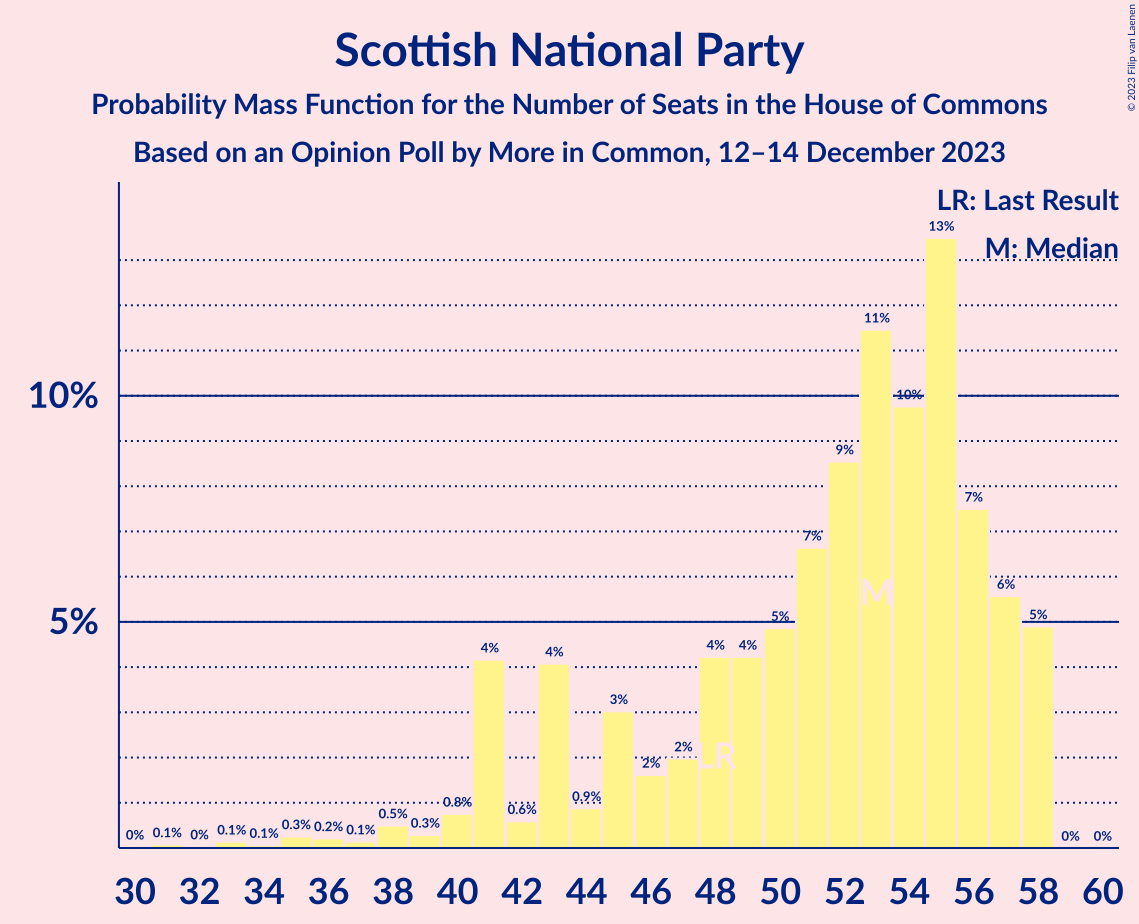 © 2023 Filip van Laenen
Scottish National Party
Probability Mass Function for the Number of Seats in the House of Commons
Based on an Opinion Poll by More in Common, 12–14 December 2023
LR: Last Result
M: Median
10%
5%
0% 0.1% 0% 0.1% 0.1% 0.3% 0.2% 0.1% 0.5% 0.3% 0.8% 4% 0.6% 4% 0.9% 3% 2% 2% 4% 4% 5% 7% 9% 11% 10% 13% 7% 6% 5% 0% 0%
M
LR
30 32 34 36 38 40 42 44 46 48 50 52 54 56 58 60